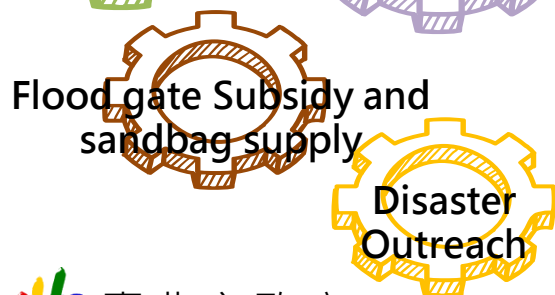 Flood gate Subsidy and
sandbag supply
Disaster
Outreach